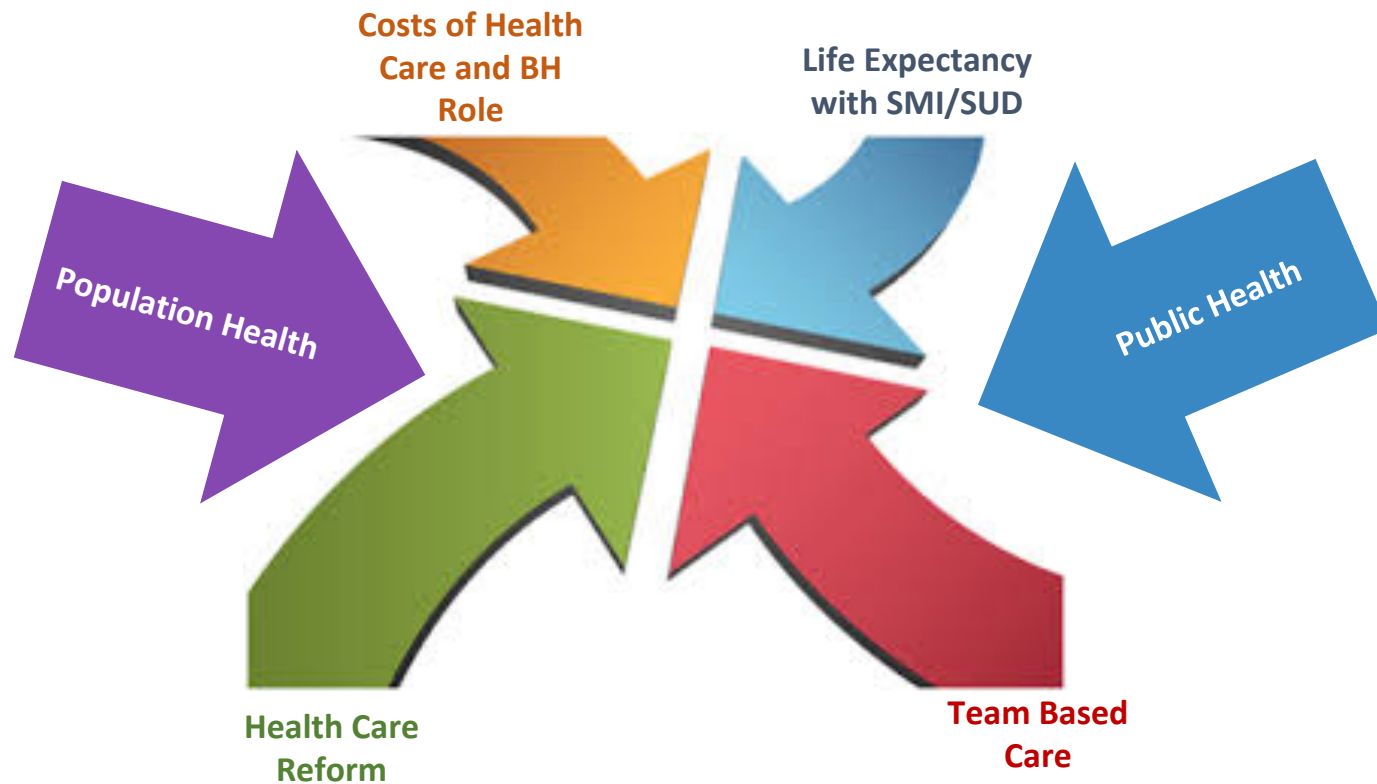 Costs of Health
Care and BH
Role
Life Expectancy
with SMI/SUD
Population Health
Public Health
Health Care
Reform
Team Based
Care